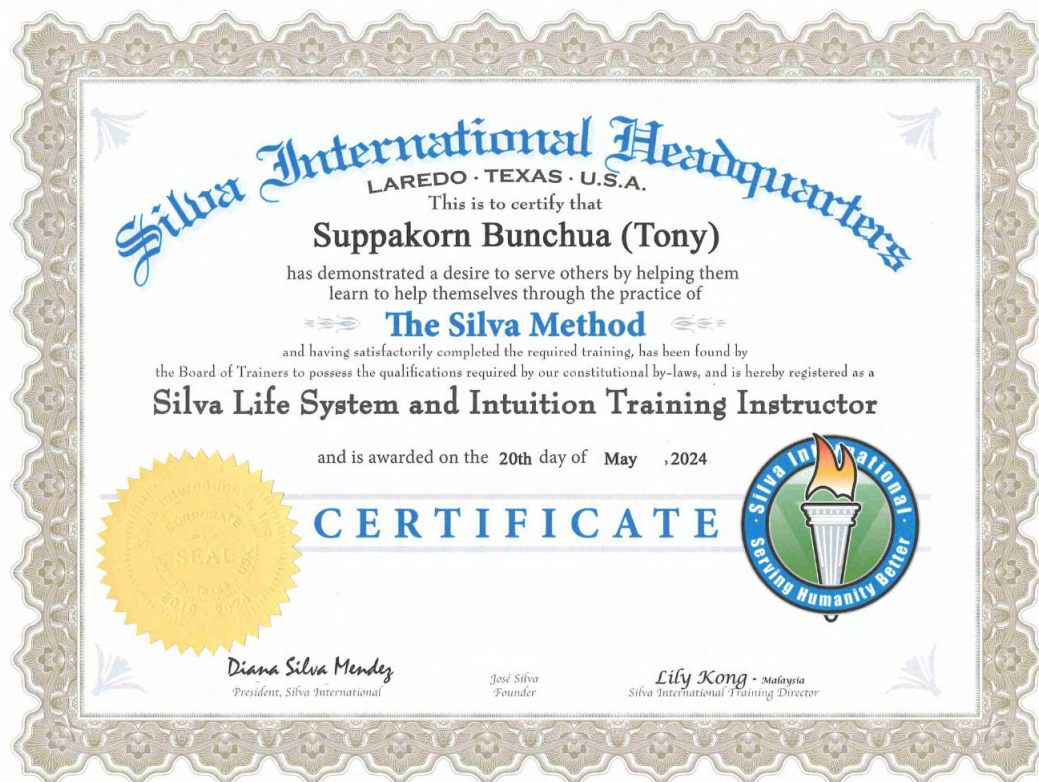 Silva International Headquarters
LAREDO · TEXAS · U.S.A.
This is to certify that
Suppakorn Bunchua (Tony)
has demonstrated a desire to serve others by helping them
learn to help themselves through the practice of
The Silva Method
and having satisfactorily completed the required training, has been found by
the Board of Trainers to possess the qualifications required by our constitutional by-laws, and is hereby registered as a
Silva Life System and Intuition Training Instructor
and is awarded on the 20th day of May , 2024
CERTIFICATE
CORPORATE
SEAL
Silva International
Serving Humanity Better
Diana Silva Mendez
President, Silva International
José Silva
Founder
Lily Kong - Malaysia
Silva International Training Director